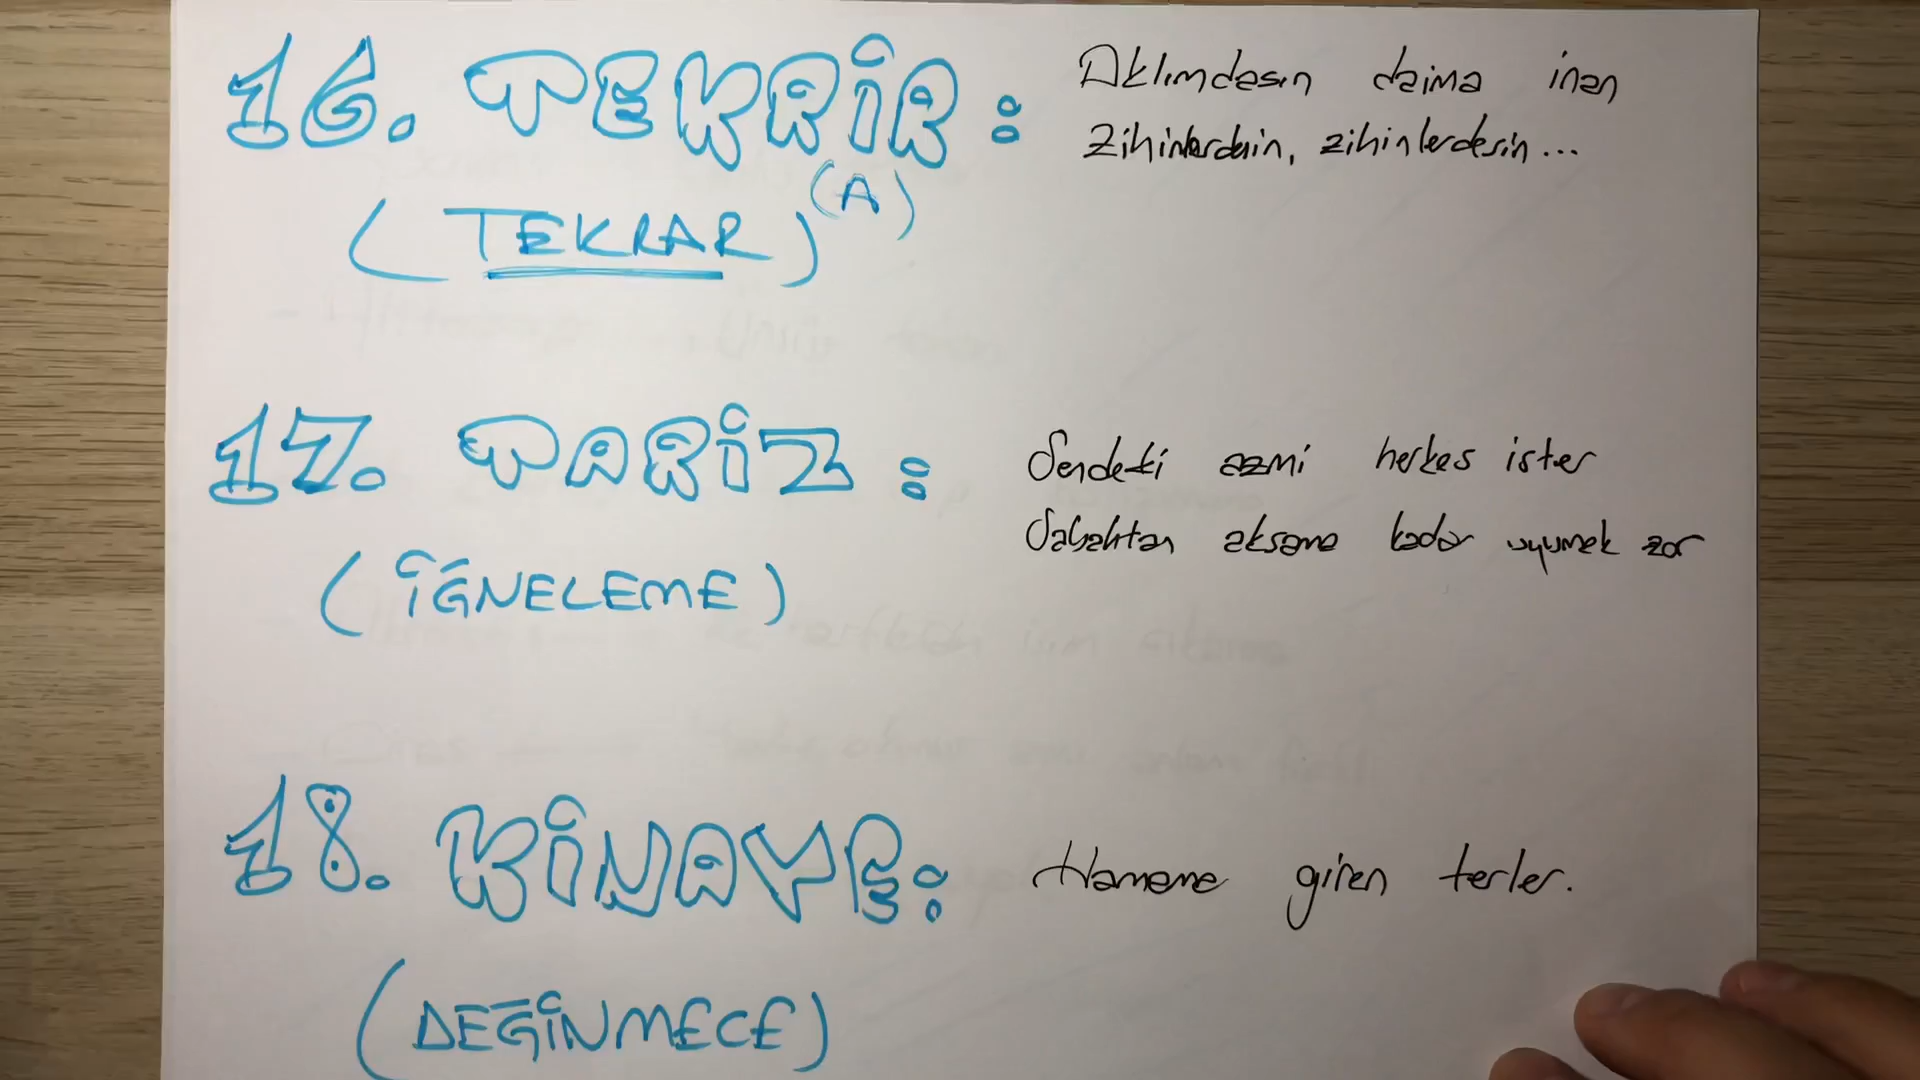 16. TEKRİR : Aklımdasın daima inan
zihinlerdesin, zihinlerdesin...
(TEKRAR) (A)
17. TARİZ : Sendeki azmi herkes ister
Sabahtan akşama kadar uyumak zor
(İĞNELEME)
18. KİNAYE : Hamama giren terler.
(DEĞİNMECE)